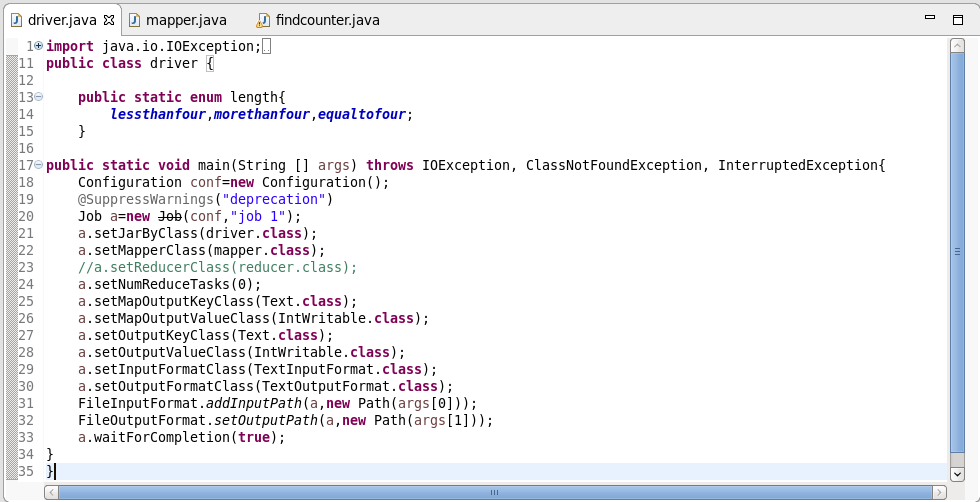 driver.java mapper.java findcounter.java
1 import java.io.IOException;
11 public class driver {
12
13     public static enum length{
14         lessthanfour,morethanfour,equaltofour;
15     }
16
17 public static void main(String [] args) throws IOException, ClassNotFoundException, InterruptedException{
18     Configuration conf=new Configuration();
19     @SuppressWarnings("deprecation")
20     Job a=new Job(conf,"job 1");
21     a.setJarByClass(driver.class);
22     a.setMapperClass(mapper.class);
23     //a.setReducerClass(reducer.class);
24     a.setNumReduceTasks(0);
25     a.setMapOutputKeyClass(Text.class);
26     a.setMapOutputValueClass(IntWritable.class);
27     a.setOutputKeyClass(Text.class);
28     a.setOutputValueClass(IntWritable.class);
29     a.setInputFormatClass(TextInputFormat.class);
30     a.setOutputFormatClass(TextOutputFormat.class);
31     FileInputFormat.addInputPath(a,new Path(args[0]));
32     FileOutputFormat.setOutputPath(a,new Path(args[1]));
33     a.waitForCompletion(true);
34 }
35 }